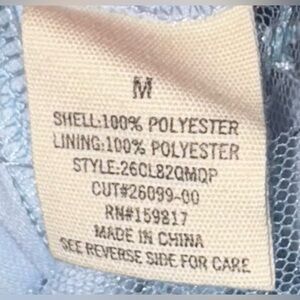 M
SHELL:100% POLYESTER
LINING:100% POLYESTER
STYLE:26CL82QMQP
CUT#26099-00
RN#159817
MADE IN CHINA
SEE REVERSE SIDE FOR CARE